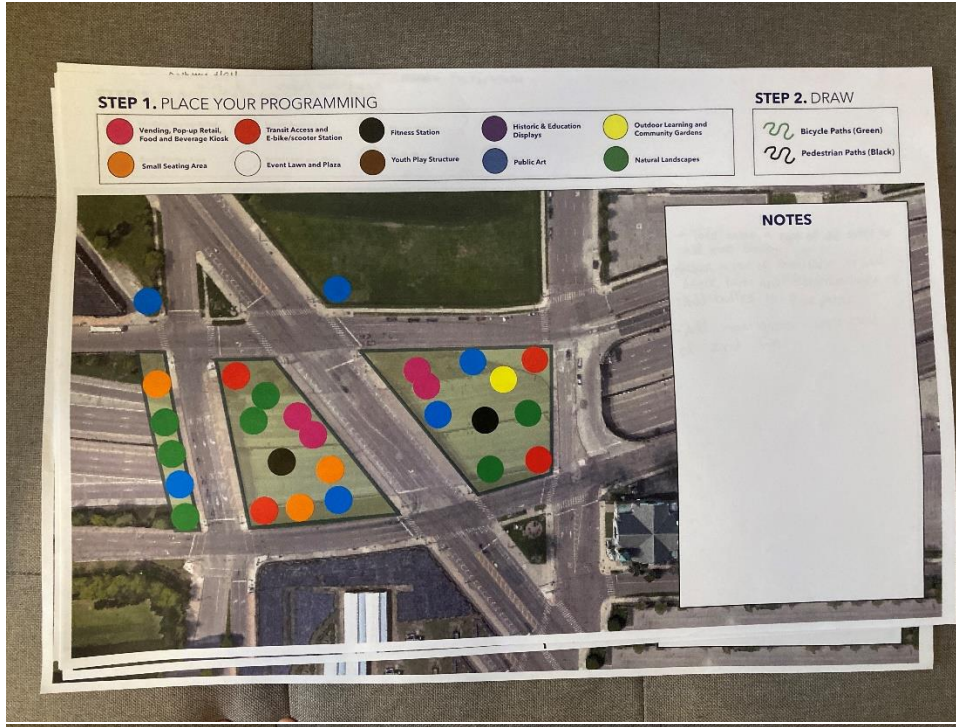 STEP 1. PLACE YOUR PROGRAMMING
Vending, Pop-up Retail,
Food and Beverage Kiosk
Transit Access and
E-bike/scooter Station
Fitness Station
Historic & Education
Displays
Outdoor Learning and
Community Gardens
Small Seating Area
Event Lawn and Plaza
Youth Play Structure
Public Art
Natural Landscapes
STEP 2. DRAW
Bicycle Paths (Green)
Pedestrian Paths (Black)
NOTES